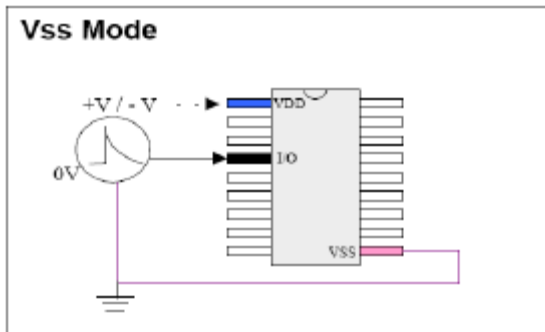 Vss Mode
+V / - V
VDD
I/O
0V
VSS